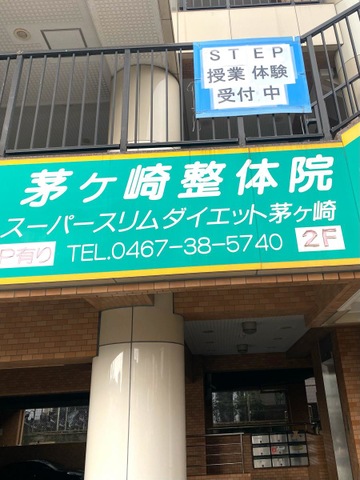 STEP
授業体験
受付中
茅ヶ崎整体院
スーパースリムダイエット茅ヶ崎
P有り TEL.0467-38-5740 2F